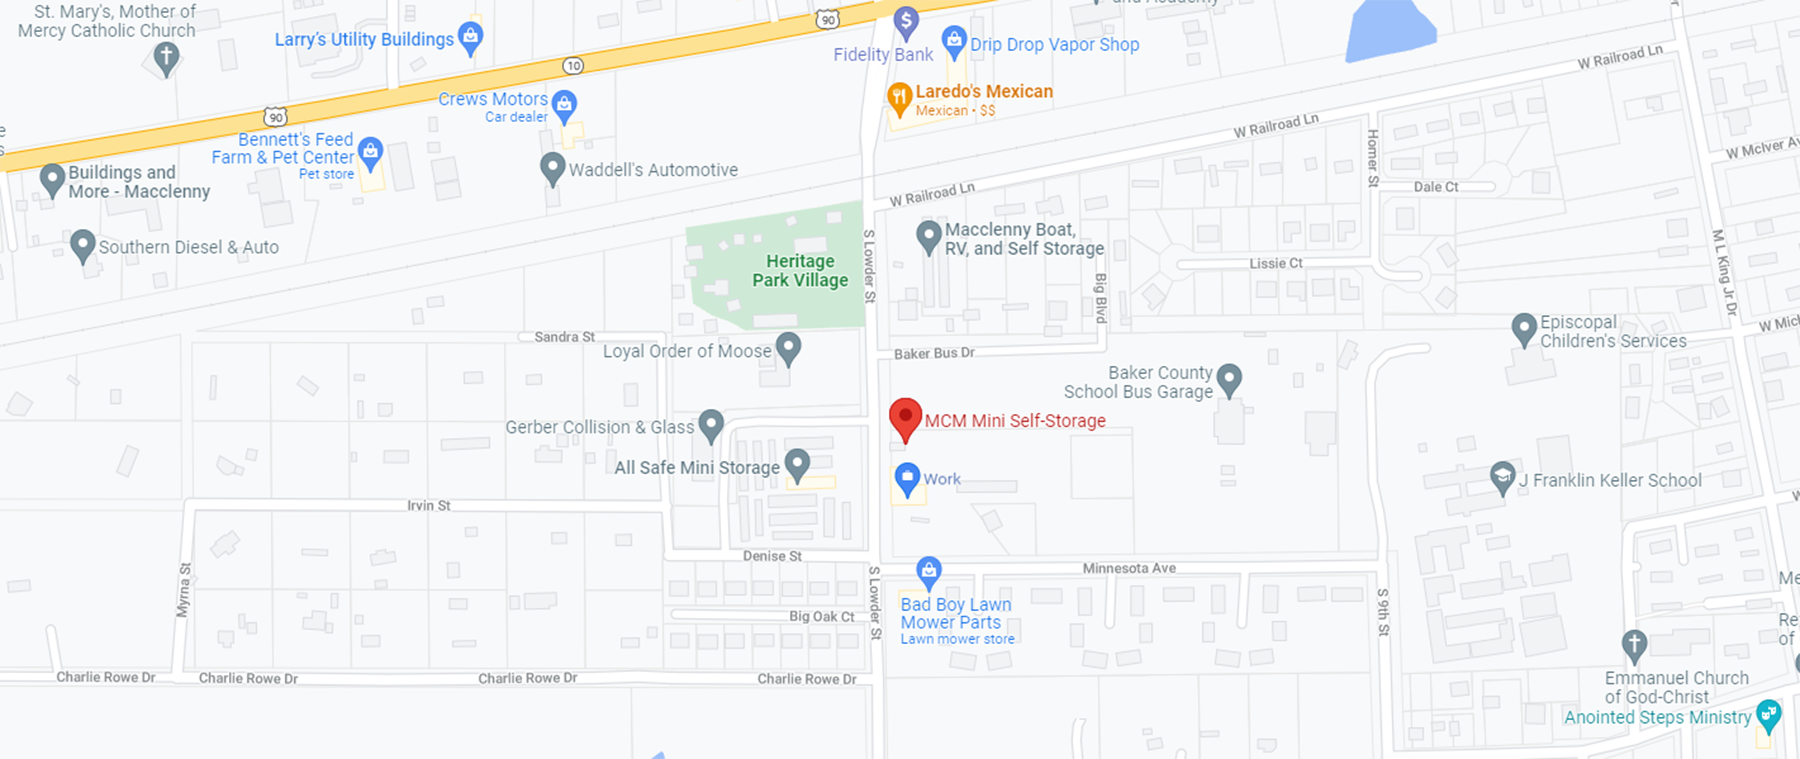 St. Mary's, Mother of
Mercy Catholic Church
Larry's Utility Buildings
90
$
Fidelity Bank
Drip Drop Vapor Shop
and Academy
10
Crews Motors
Car dealer
Laredo's Mexican
Mexican • $$
90
Bennett's Feed
Farm & Pet Center
Pet store
Buildings and
More - Macclenny
Waddell's Automotive
Southern Diesel & Auto
W Railroad Ln
W Railroad Ln
W Railroad Ln
Homer St
Dale Ct
W McIver Av
M L King Jr Dr
Heritage
Park Village
S Lowder St
Macclenny Boat,
RV, and Self Storage
Big Blvd
Lissie Ct
Sandra St
Loyal Order of Moose
Baker Bus Dr
Episcopal
Children's Services
W Mich
Baker County
School Bus Garage
Gerber Collision & Glass
MCM Mini Self-Storage
All Safe Mini Storage
Work
J Franklin Keller School
Irvin St
Denise St
Minnesota Ave
Myrna St
S Lowder St
S 9th St
Big Oak Ct
Bad Boy Lawn
Mower Parts
Lawn mower store
Me
Re
of
Charlie Rowe Dr
Charlie Rowe Dr
Charlie Rowe Dr
Charlie Rowe Dr
Emmanuel Church
of God-Christ
Anointed Steps Ministry